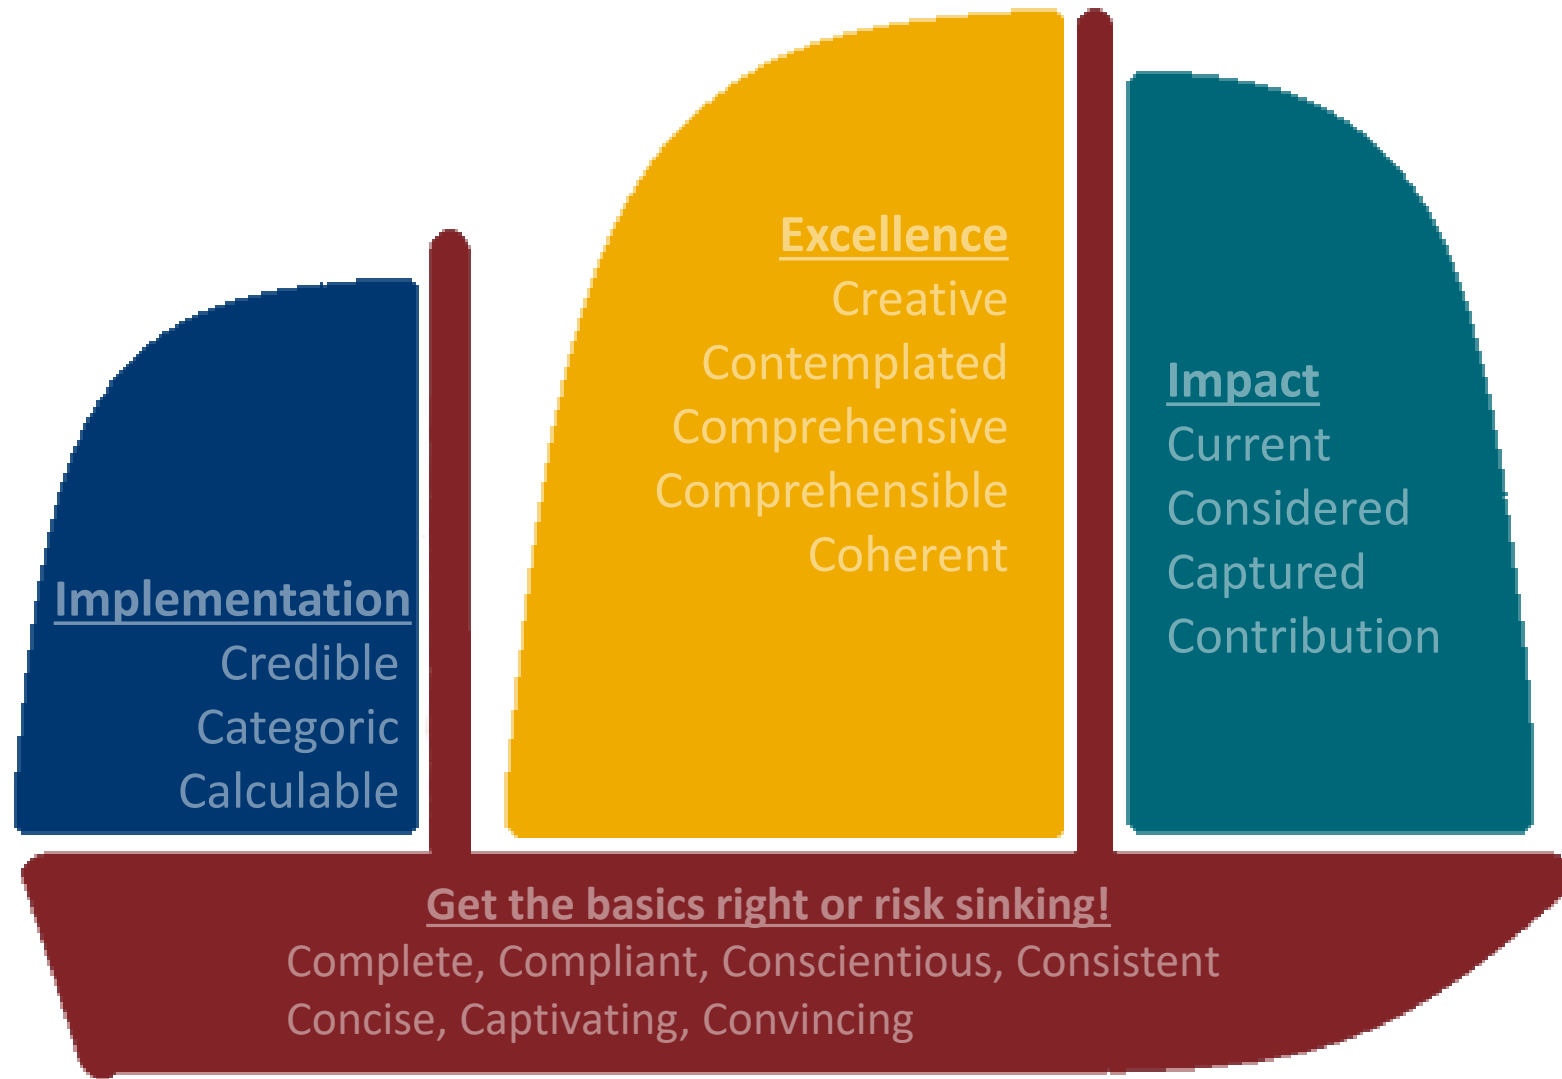 Implementation
Credible
Categoric
Calculable
Excellence
Creative
Contemplated
Comprehensive
Comprehensible
Coherent
Impact
Current
Considered
Captured
Contribution
Get the basics right or risk sinking!
Complete, Compliant, Conscientious, Consistent
Concise, Captivating, Convincing